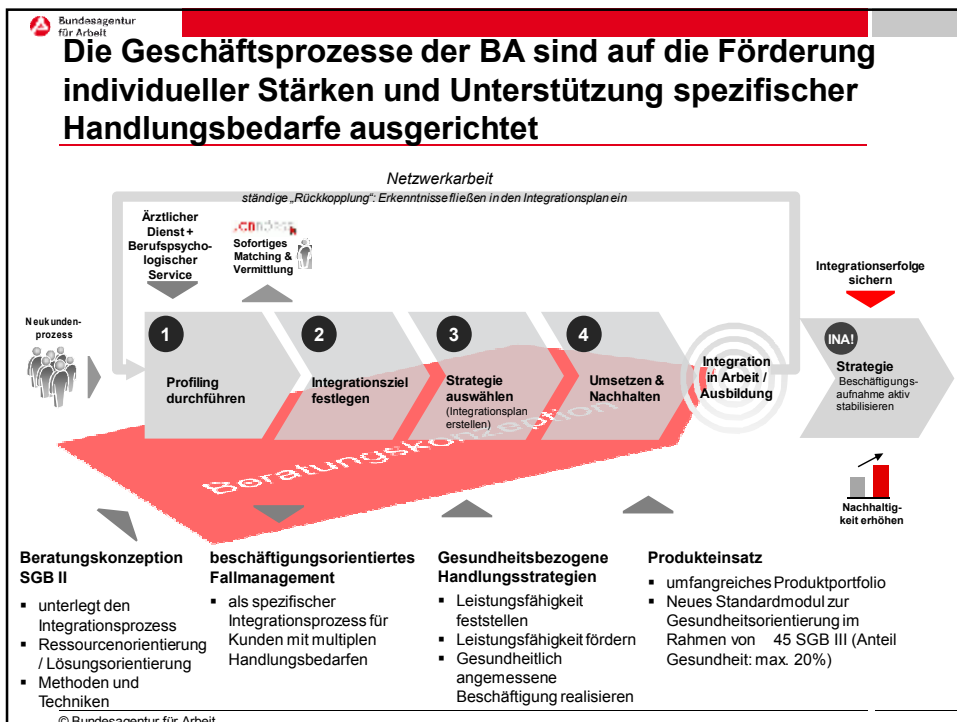 Bundesagentur
für Arbeit
Die Geschäftsprozesse der BA sind auf die Förderung
individueller Stärken und Unterstützung spezifischer
Handlungsbedarfe ausgerichtet
Netzwerkarbeit
ständige „Rückkopplung": Erkenntnisse fließen in den Integrationsplan ein
Ärztlicher
Dienst +
Berufspsycho-
logischer
Service
Sofortiges
Matching &
Vermittlung
Integrationserfolge
sichern
Neukunden-
prozess
1
Profiling
durchführen
2
Integrationsziel
festlegen
3
Strategie
auswählen
(Integrationsplan
erstellen)
4
Umsetzen &
Nachhalten
Integration
in Arbeit /
Ausbildung
INA!
Strategie
Beschäftigungs-
aufnahme aktiv
stabilisieren
Beratungskonzeption
Nachhaltig-
keit erhöhen
Beratungskonzeption
SGB II
▪ unterlegt den
Integrationsprozess
▪ Ressourcenorientierung
/ Lösungsorientierung
▪ Methoden und
Techniken
beschäftigungsorientiertes
Fallmanagement
▪ als spezifischer
Integrationsprozess für
Kunden mit multiplen
Handlungsbedarfen
Gesundheitsbezogene
Handlungsstrategien
▪ Leistungsfähigkeit
feststellen
▪ Leistungsfähigkeit fördern
▪ Gesundheitlich
angemessene
Beschäftigung realisieren
Produkteinsatz
▪ umfangreiches Produktportfolio
▪ Neues Standardmodul zur
Gesundheitsorientierung im
Rahmen von 45 SGB III (Anteil
Gesundheit: max. 20%)
© Bundesagentur für Arbeit